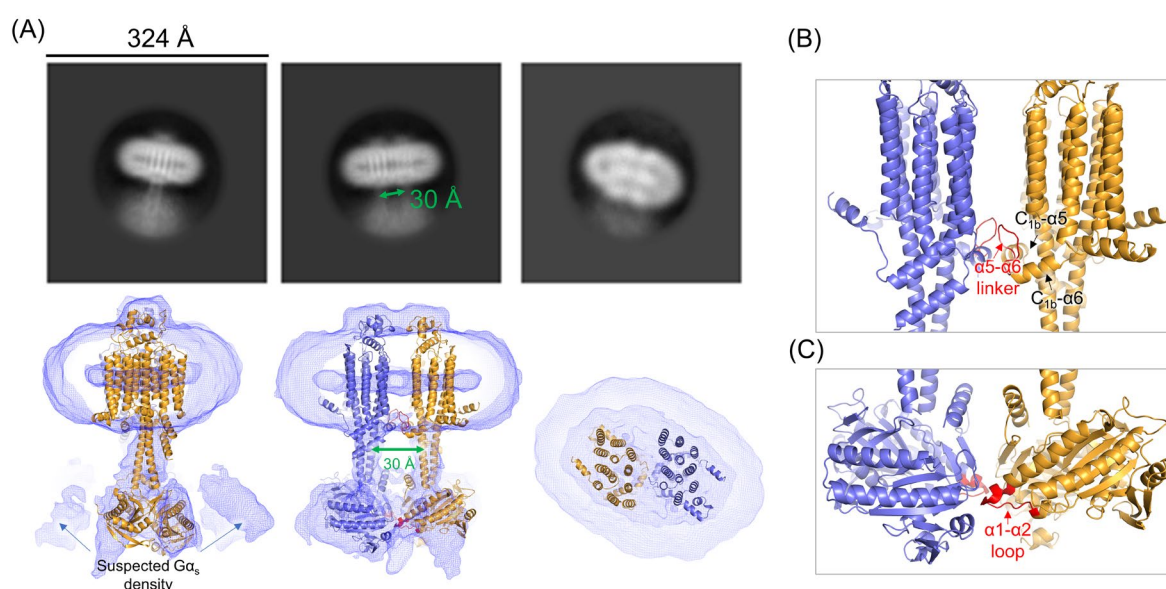 (A)
324 Å
30 Å
30 Å
Suspected Gαs
density
(B)
C1b-α5
α5-α6
linker
C1b-α6
(C)
α1-α2
loop